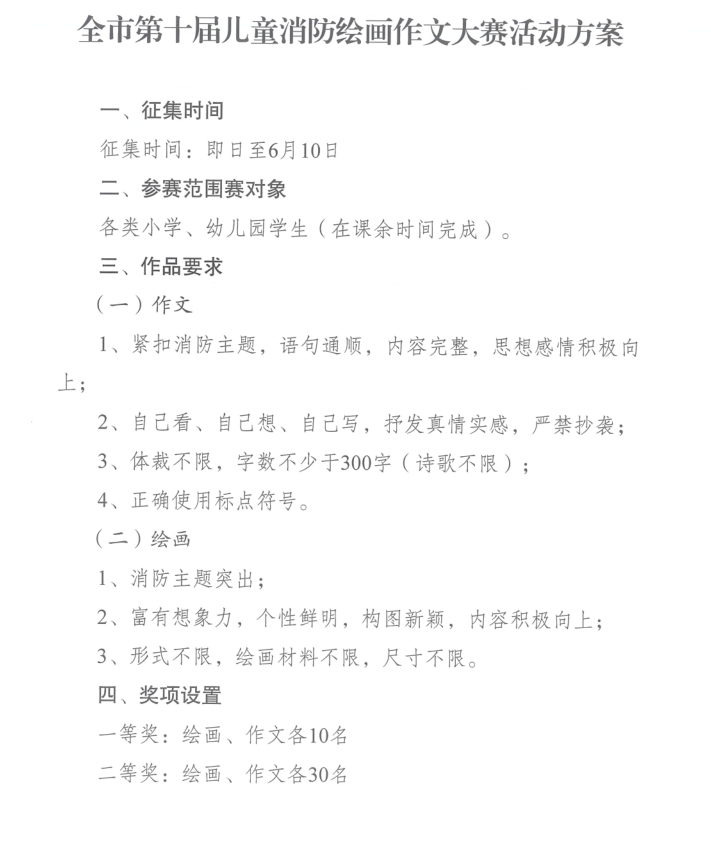 全市第十届儿童消防绘画作文大赛活动方案
一、征集时间
征集时间：即日至6月10日
二、参赛范围赛对象
各类小学、幼儿园学生（在课余时间完成）。
三、作品要求
（一）作文
1、紧扣消防主题，语句通顺，内容完整，思想感情积极向
上；
2、自己看、自己想、自己写，抒发真情实感，严禁抄袭；
3、体裁不限，字数不少于300字（诗歌不限）；
4、正确使用标点符号。
（二）绘画
1、消防主题突出；
2、富有想象力，个性鲜明，构图新颖，内容积极向上；
3、形式不限，绘画材料不限，尺寸不限。
四、奖项设置
一等奖：绘画、作文各10名
二等奖：绘画、作文各30名